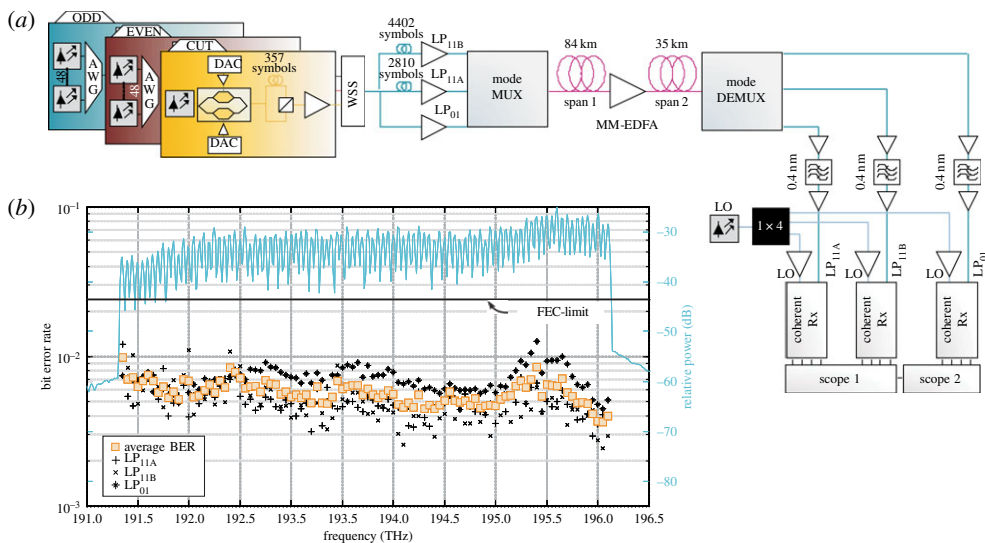 (a)
ODD
EVEN
CUT
48
AWG
48
AWG
DAC
DAC
357
symbols
WSS
4402
symbols
2810
symbols
LP11B
LP11A
LP01
mode
MUX
84 km
span 1
MM-EDFA
35 km
span 2
mode
DEMUX
0.4 nm
0.4 nm
0.4 nm
LO
1 × 4
LO
LP11A
LO
LP11B
LO
LP01
coherent
Rx
coherent
Rx
coherent
Rx
scope 1
scope 2
(b)
10–1
10–2
10–3
bit error rate
FEC-limit
average BER
LP11A
LP11B
LP01
191.0 191.5 192.0 192.5 193.5 193.5 194.0 194.5 195.0 195.5 196.0 196.5
frequency (THz)
–30
–40
–50
–60
–70
–80
relative power (dB)